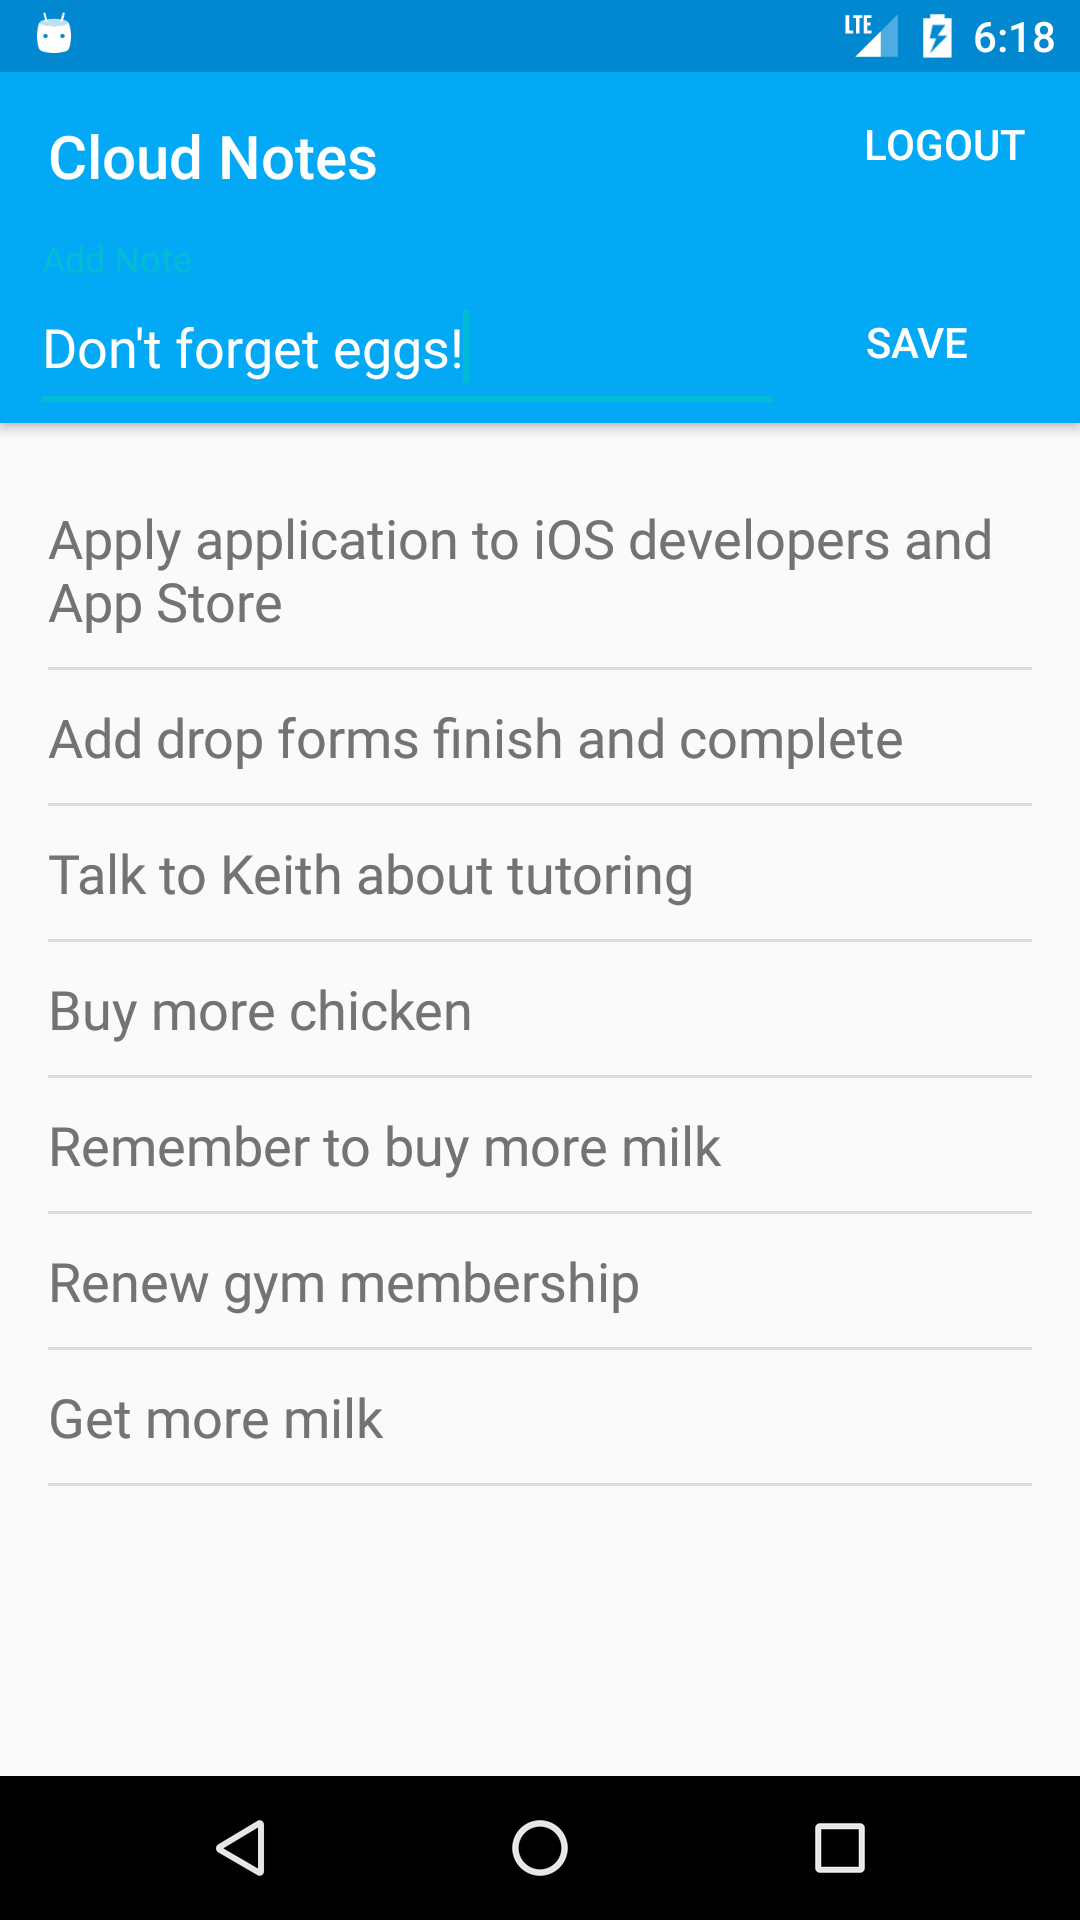 LTE 6:18
Cloud Notes LOGOUT
Add Note
Don't forget eggs! SAVE
Apply application to iOS developers and
App Store
Add drop forms finish and complete
Talk to Keith about tutoring
Buy more chicken
Remember to buy more milk
Renew gym membership
Get more milk